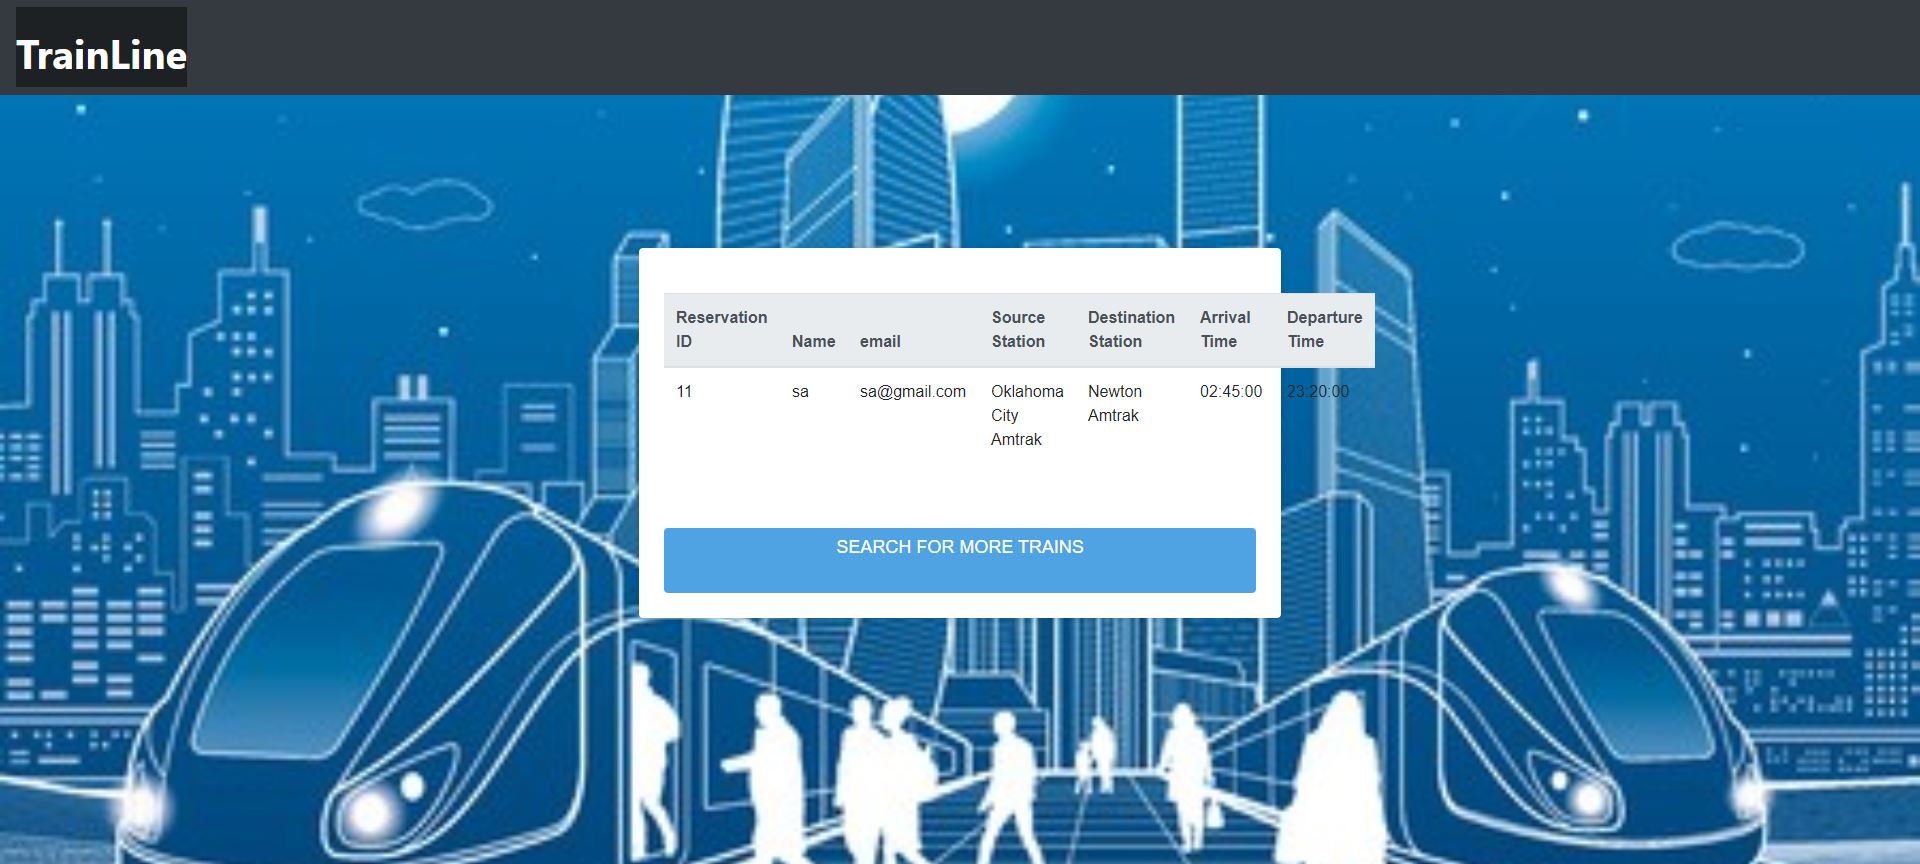 TrainLine
Reservation ID Name email Source Station Destination Station Arrival Time Departure Time
11 sa sa@gmail.com Oklahoma City Amtrak Newton Amtrak 02:45:00 23:20:00
SEARCH FOR MORE TRAINS